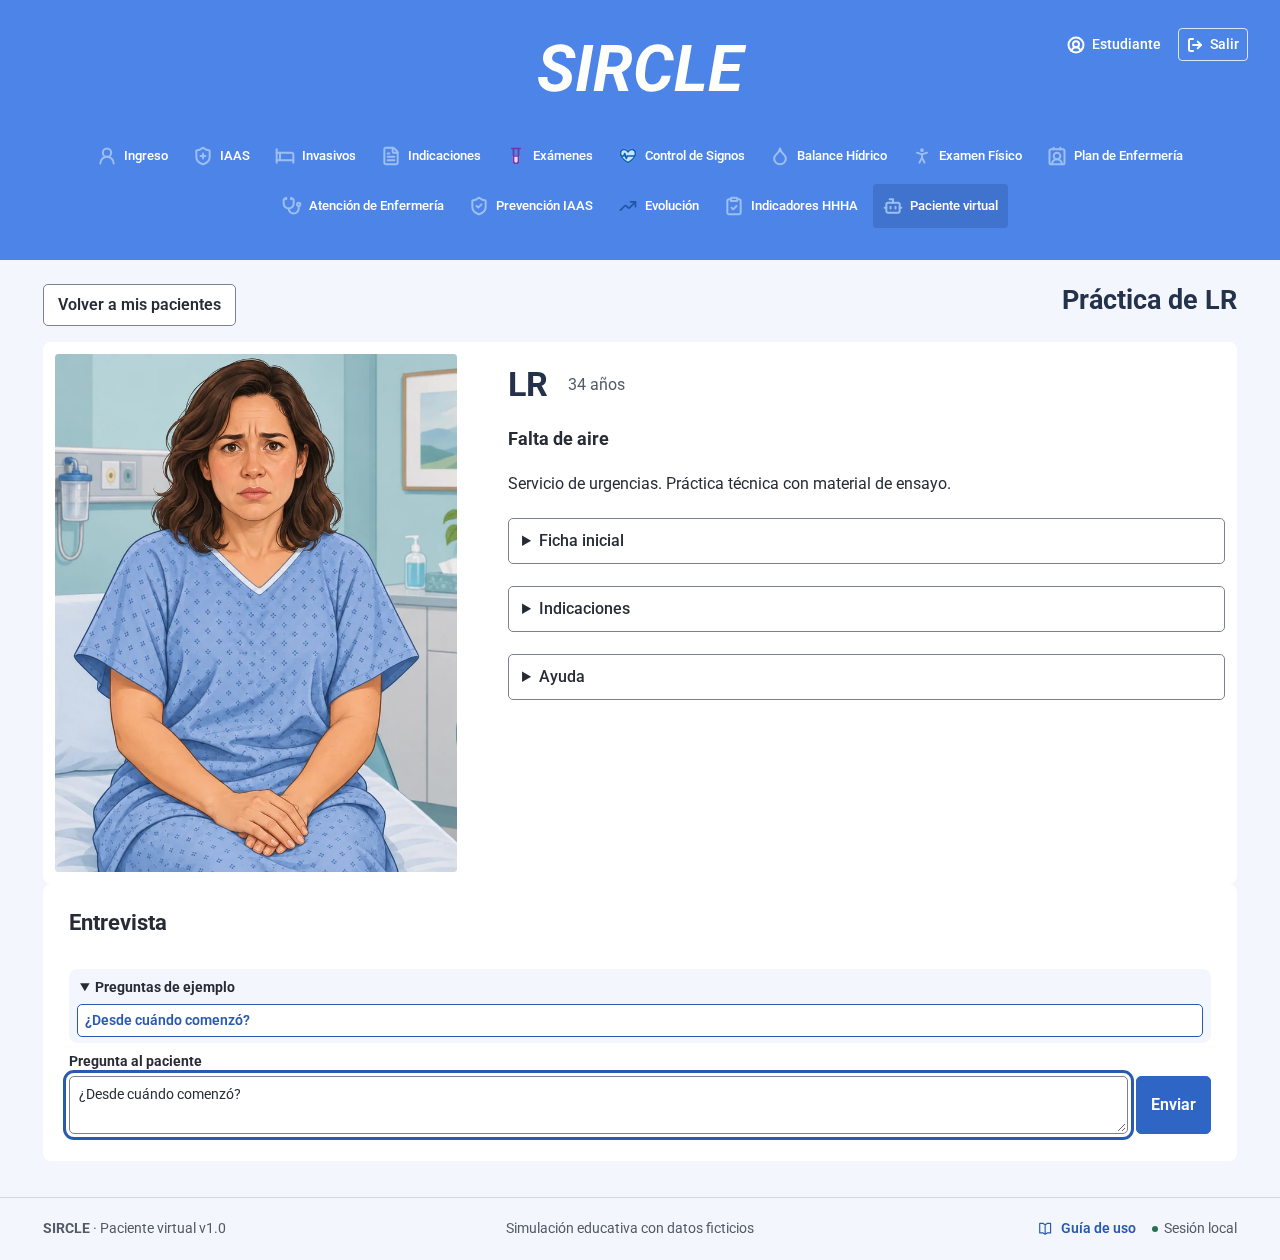 SIRCLE
Estudiante
Salir
Ingreso
IAAS
Invasivos
Indicaciones
Exámenes
Control de Signos
Balance Hídrico
Examen Físico
Plan de Enfermería
Atención de Enfermería
Prevención IAAS
Evolución
Indicadores HHHA
Paciente virtual
Volver a mis pacientes
Práctica de LR
LR 34 años
Falta de aire
Servicio de urgencias. Práctica técnica con material de ensayo.
Ficha inicial
Indicaciones
Ayuda
Entrevista
Preguntas de ejemplo
¿Desde cuándo comenzó?
Pregunta al paciente
¿Desde cuándo comenzó?
Enviar
SIRCLE · Paciente virtual v1.0
Simulación educativa con datos ficticios
Guía de uso
Sesión local